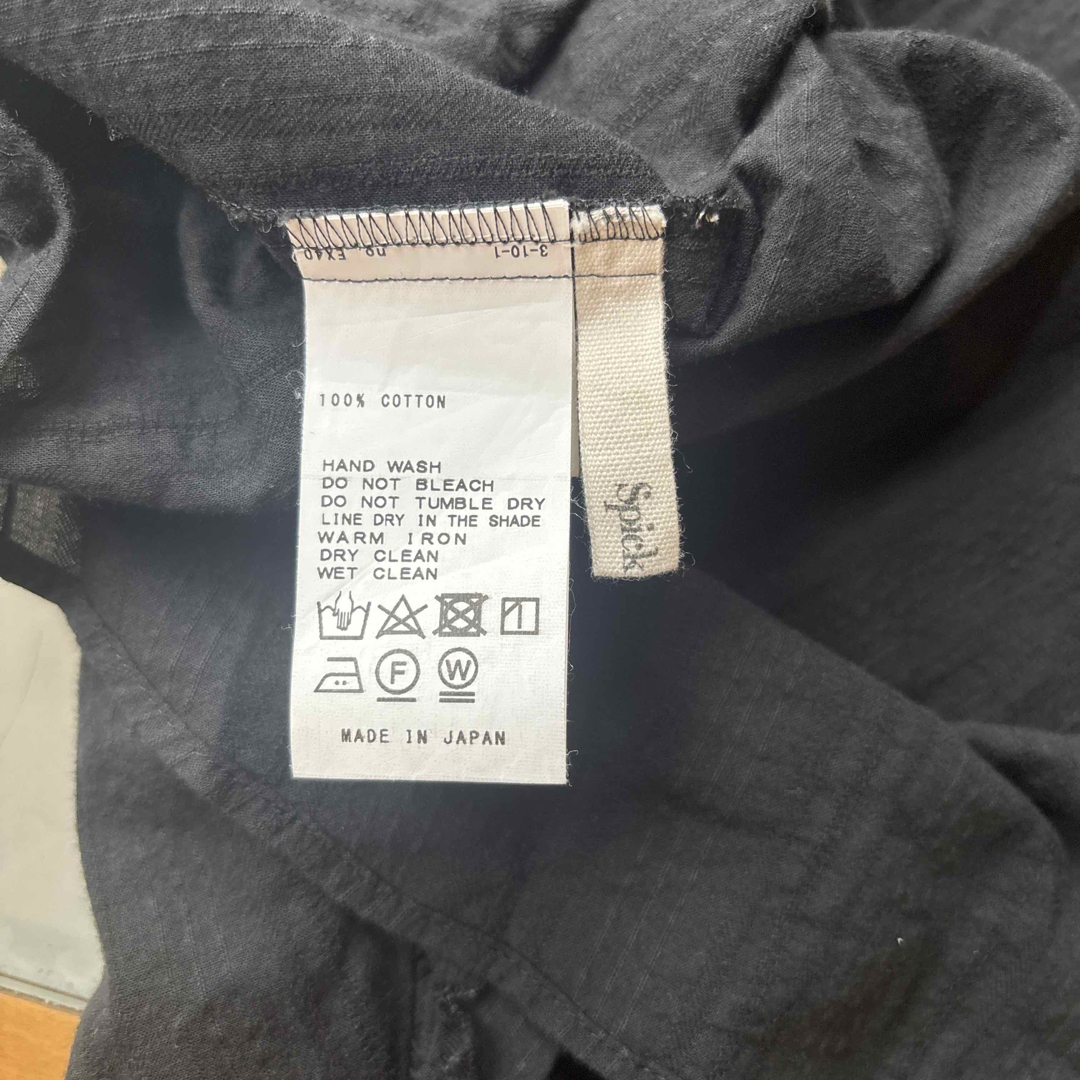 no. EX40
3-10-1
100% COTTON
HAND WASH
DO NOT BLEACH
DO NOT TUMBLE DRY
LINE DRY IN THE SHADE
WARM IRON
DRY CLEAN
WET CLEAN
F
W
MADE IN JAPAN
Spick